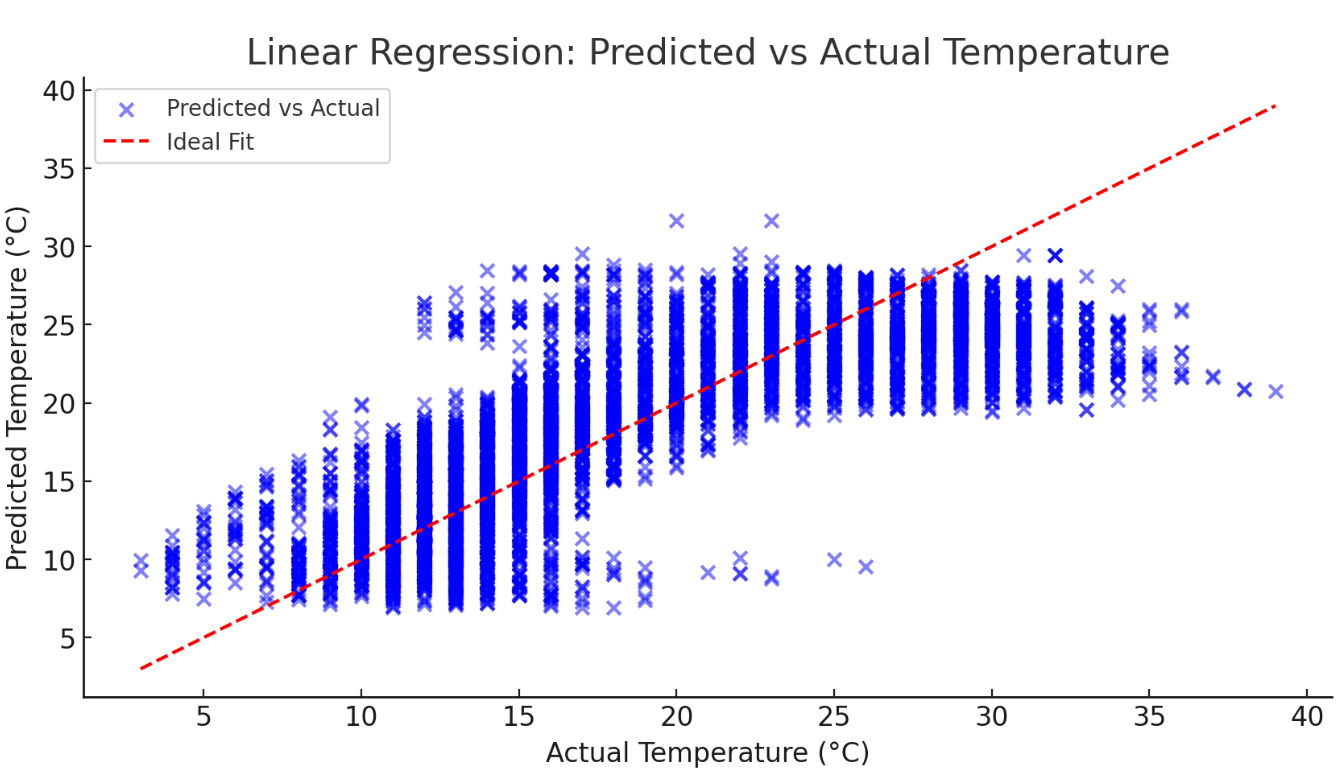 Linear Regression: Predicted vs Actual Temperature
Predicted vs Actual
Ideal Fit
Predicted Temperature (°C)
40
35
30
25
20
15
10
5
5 10 15 20 25 30 35 40
Actual Temperature (°C)